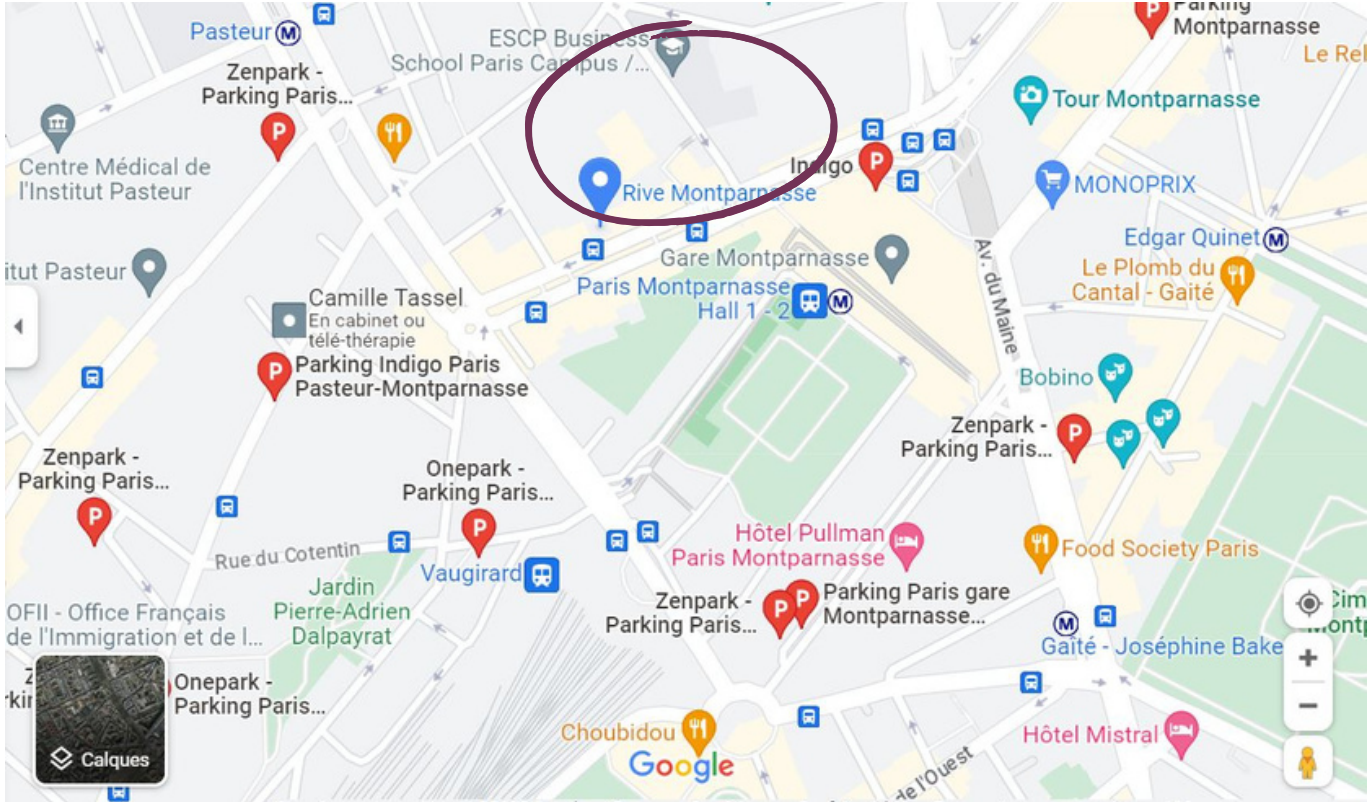 Pasteur
M
Zenpark -
Parking Paris...
P
ESCP Business
School Paris Campus /...
Parking
Montparnasse
P
Le Rel
Tour Montparnasse
Centre Médical de
l'Institut Pasteur
Indigo
P
Rive Montparnasse
MONOPRIX
Edgar Quinet
M
itut Pasteur
Gare Montparnasse
Av. du Maine
Le Plomb du
Cantal - Gaité
Paris Montparnasse
Hall 1 - 2
M
Camille Tassel
En cabinet ou
télé-thérapie
P
Parking Indigo Paris
Pasteur-Montparnasse
Bobino
Zenpark -
Parking Paris...
P
Zenpark -
Parking Paris...
P
Onepark -
Parking Paris...
P
Rue du Cotentin
Vaugirard
Hôtel Pullman
Paris Montparnasse
Food Society Paris
Jardin
Pierre-Adrien
Dalpayrat
Zenpark -
Parking Paris...
P
P
Parking Paris gare
Montparnasse...
OFII - Office Français
de l'Immigration et de l...
M
Gaîté - Joséphine Bake
Cim
Montp
+
−
Z
rkin
Onepark -
Parking Paris...
Calques
Choubidou
Google
Hôtel Mistral
de l'Ouest